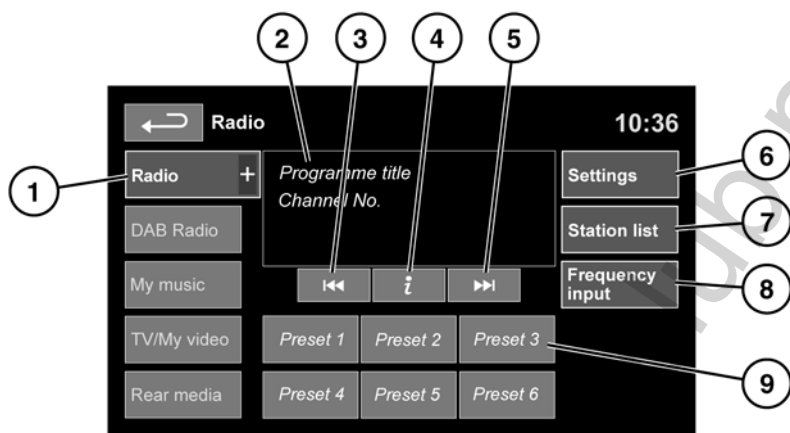 2
3
4
5
Radio
10:36
1
Radio +
Programme title
Channel No.
Settings
6
DAB Radio
Station list
7
My music
i
Frequency
input
8
TV/My video
Preset 1
Preset 2
Preset 3
9
Rear media
Preset 4
Preset 5
Preset 6